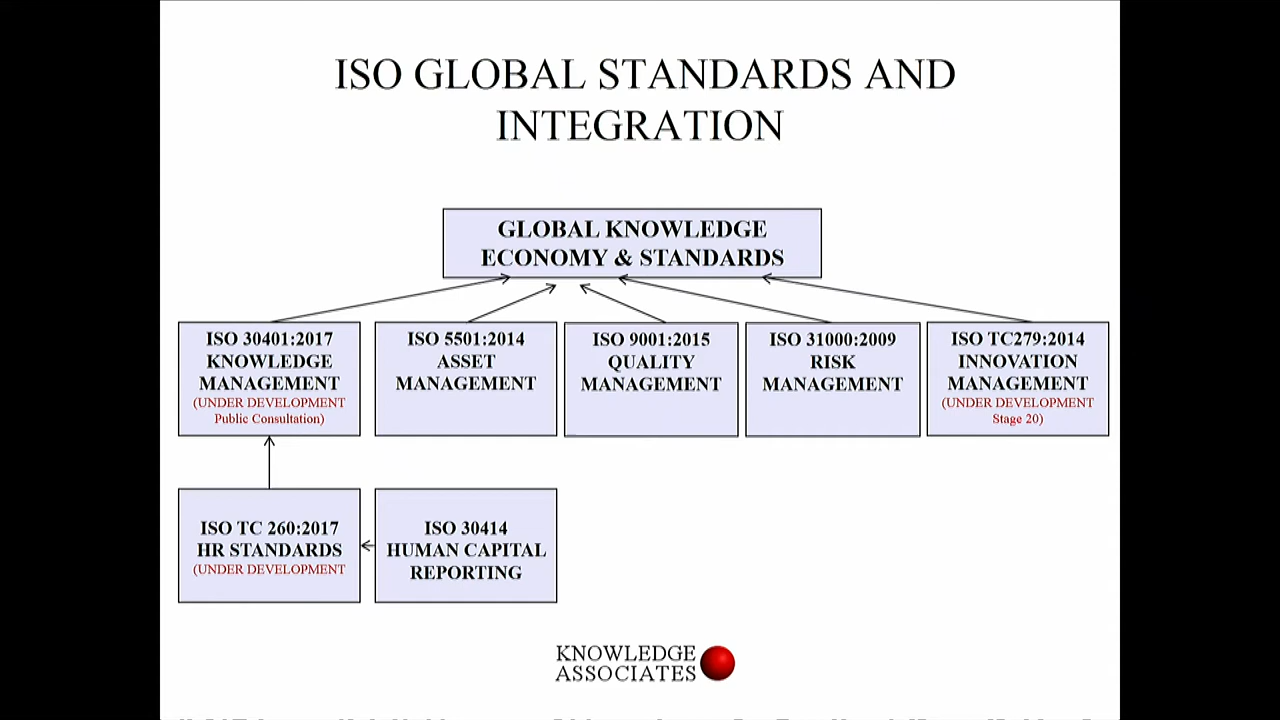 ISO GLOBAL STANDARDS AND
INTEGRATION
GLOBAL KNOWLEDGE
ECONOMY & STANDARDS
ISO 30401:2017
KNOWLEDGE
MANAGEMENT
(UNDER DEVELOPMENT
Public Consultation)
ISO 5501:2014
ASSET
MANAGEMENT
ISO 9001:2015
QUALITY
MANAGEMENT
ISO 31000:2009
RISK
MANAGEMENT
ISO TC279:2014
INNOVATION
MANAGEMENT
(UNDER DEVELOPMENT
Stage 20)
ISO TC 260:2017
HR STANDARDS
(UNDER DEVELOPMENT
ISO 30414
HUMAN CAPITAL
REPORTING
KNOWLEDGE
ASSOCIATES